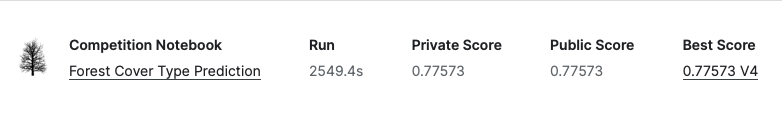 Competition Notebook Run Private Score Public Score Best Score
Forest Cover Type Prediction 2549.4s 0.77573 0.77573 0.77573 V4